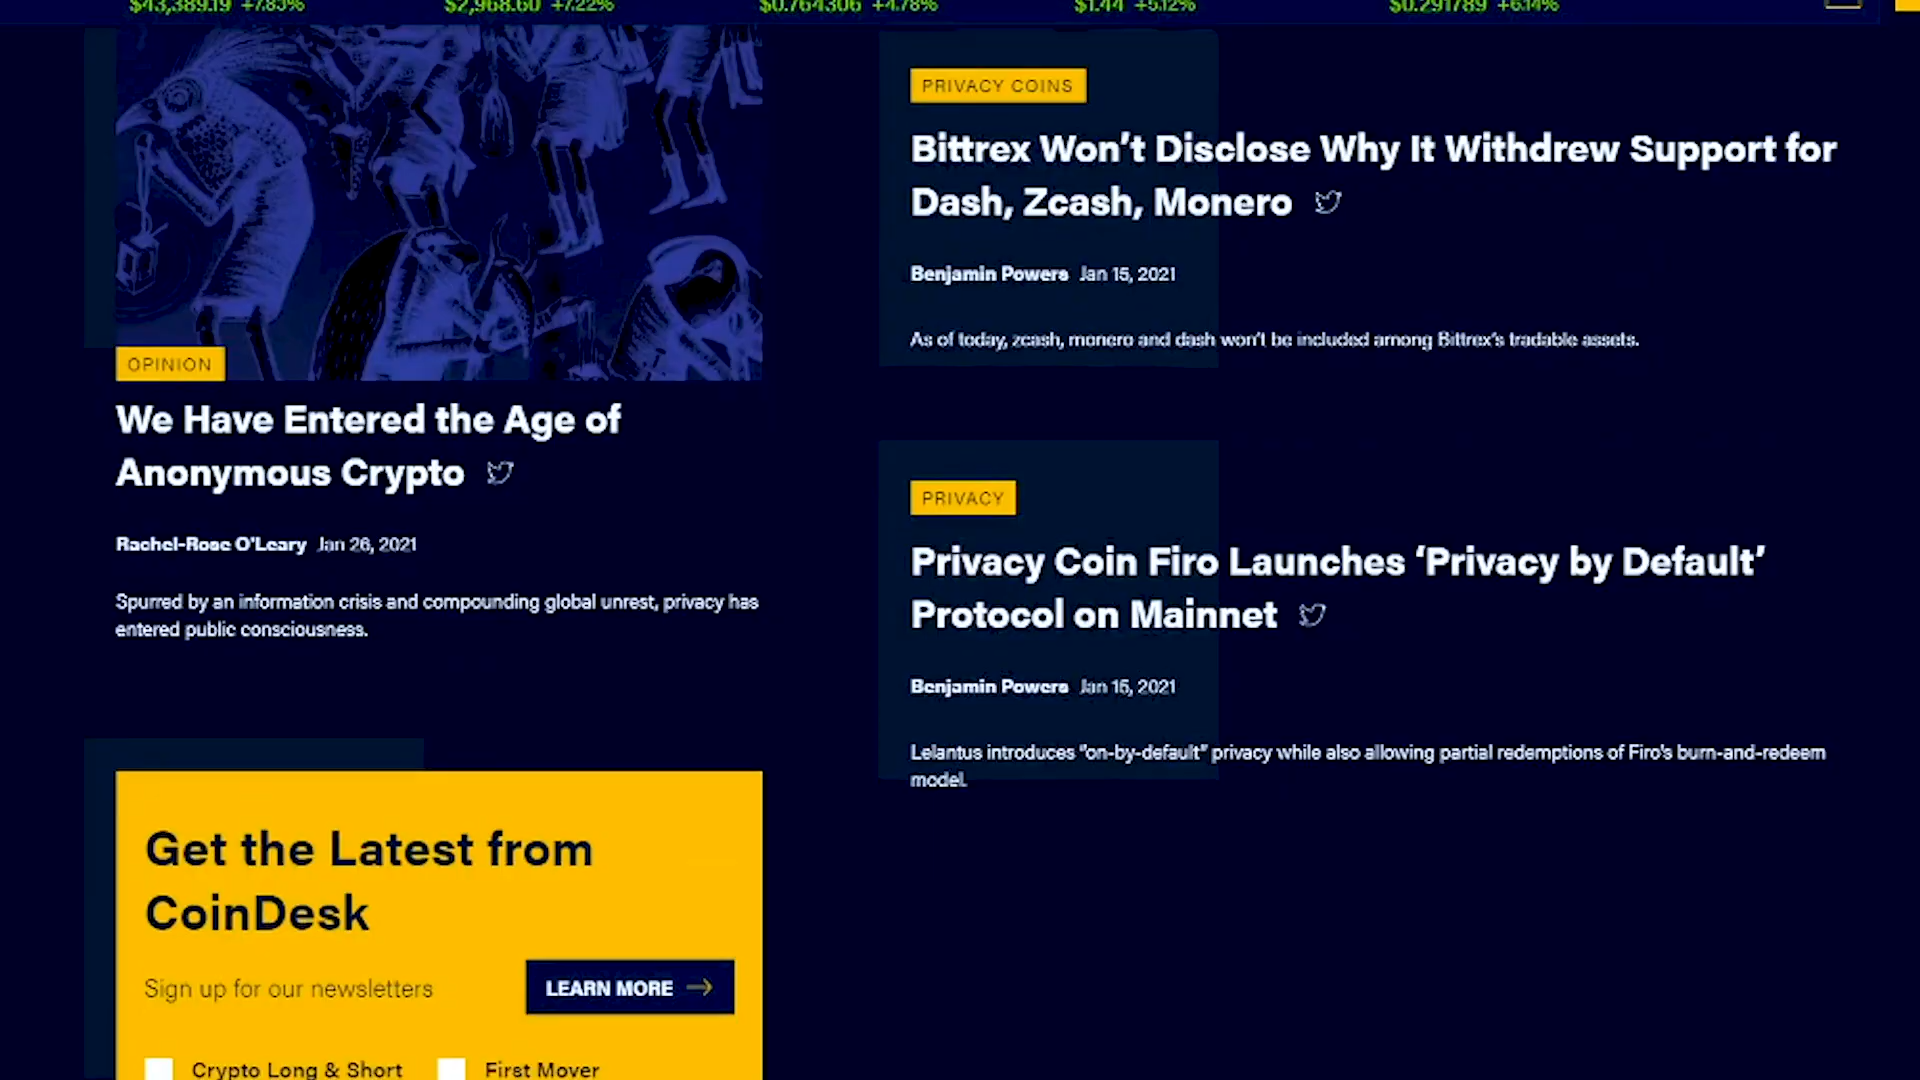 $43,389.19 +7.83%
$2,968.60 +7.22%
$0.764306 +4.78%
$1.44 +5.12%
$0.291789 +6.14%
OPINION
We Have Entered the Age of
Anonymous Crypto
Rachel-Rose O'Leary Jan 26, 2021
Spurred by an information crisis and compounding global unrest, privacy has
entered public consciousness.
Get the Latest from
CoinDesk
Sign up for our newsletters
LEARN MORE
Crypto Long & Short
First Mover
PRIVACY COINS
Bittrex Won't Disclose Why It Withdrew Support for
Dash, Zcash, Monero
Benjamin Powers Jan 15, 2021
As of today, zcash, monero and dash won't be included among Bittrex's tradable assets.
PRIVACY
Privacy Coin Firo Launches 'Privacy by Default'
Protocol on Mainnet
Benjamin Powers Jan 15, 2021
Lelantus introduces "on-by-default" privacy while also allowing partial redemptions of Firo's burn-and-redeem
model.